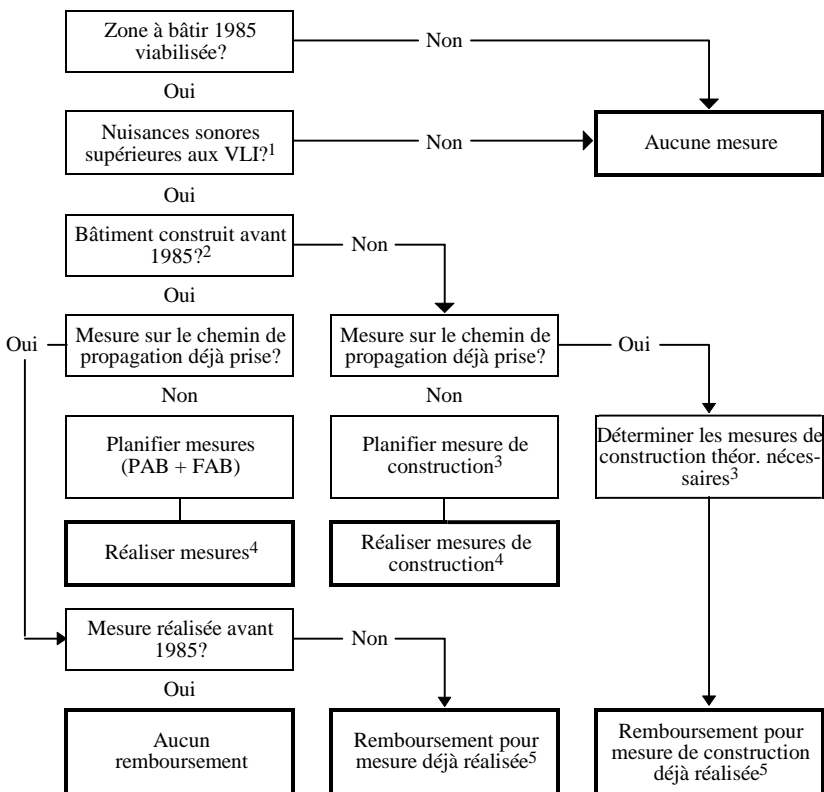 Zone à bâtir 1985
viabilisée?
Non
Oui
Nuisances sonores
supérieures aux VLI?1
Non
Aucune mesure
Oui
Bâtiment construit avant
1985?2
Non
Oui
Oui
Mesure sur le chemin de
propagation déjà prise?
Mesure sur le chemin de
propagation déjà prise?
Oui
Non
Non
Planifier mesures
(PAB + FAB)
Planifier mesure de
construction3
Déterminer les mesures de
construction théor. néces-
saires3
Réaliser mesures4
Réaliser mesures de
construction4
Mesure réalisée avant
1985?
Non
Oui
Aucun
remboursement
Remboursement pour
mesure déjà réalisée5
Remboursement pour
mesure de construction
déjà réalisée5